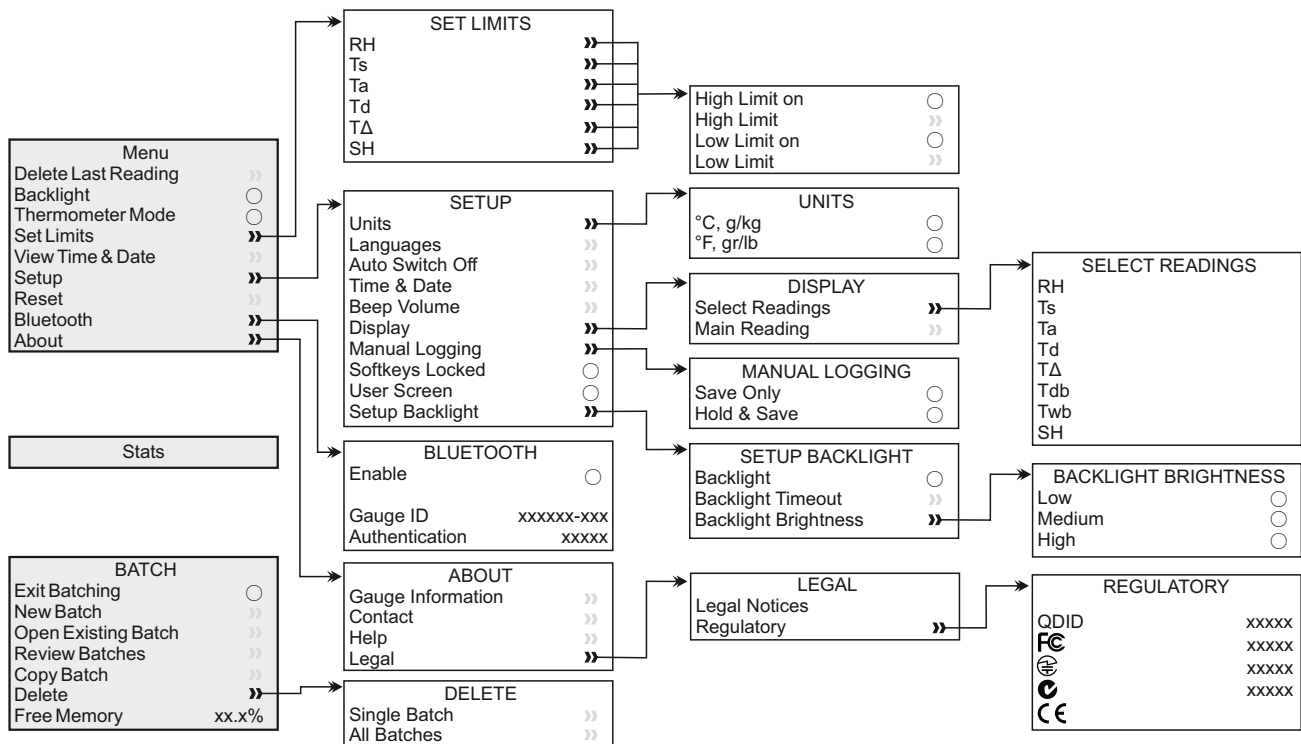 Menu
Delete Last Reading
Backlight
Thermometer Mode
Set Limits
View Time & Date
Setup
Reset
Bluetooth
About
Stats
BATCH
Exit Batching
New Batch
Open Existing Batch
Review Batches
Copy Batch
Delete
Free Memory xx.x%
SET LIMITS
RH
Ts
Ta
Td
TΔ
SH
SETUP
Units
Languages
Auto Switch Off
Time & Date
Beep Volume
Display
Manual Logging
Softkeys Locked
User Screen
Setup Backlight
BLUETOOTH
Enable
Gauge ID xxxxxx-xxx
Authentication xxxxx
ABOUT
Gauge Information
Contact
Help
Legal
DELETE
Single Batch
All Batches
High Limit on
High Limit
Low Limit on
Low Limit
UNITS
°C, g/kg
°F, gr/lb
DISPLAY
Select Readings
Main Reading
MANUAL LOGGING
Save Only
Hold & Save
SETUP BACKLIGHT
Backlight
Backlight Timeout
Backlight Brightness
LEGAL
Legal Notices
Regulatory
SELECT READINGS
RH
Ts
Ta
Td
TΔ
Tdb
Twb
SH
BACKLIGHT BRIGHTNESS
Low
Medium
High
REGULATORY
QDID xxxxx
FC xxxxx
xxxxx
xxxxx
CE